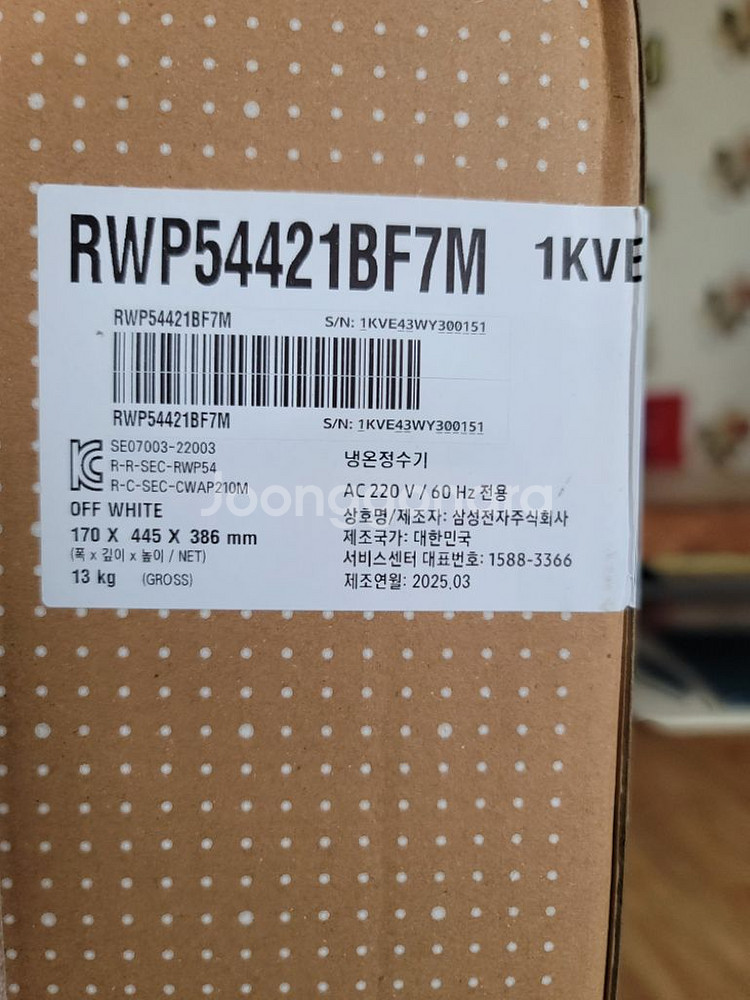 RWP54421BF7M 1KVE
RWP54421BF7M S/N: 1KVE43WY300151
RWP54421BF7M S/N: 1KVE43WY300151
SE07003-22003
R-R-SEC-RWP54
R-C-SEC-CWAP210M
OFF WHITE
170 X 445 X 386 mm
(폭 x 깊이 x 높이 / NET)
13 kg (GROSS)
냉온정수기
AC 220 V / 60 Hz 전용
상호명/제조자: 삼성전자주식회사
제조국가: 대한민국
서비스센터 대표번호: 1588-3366
제조연월: 2025.03
Joonggonara